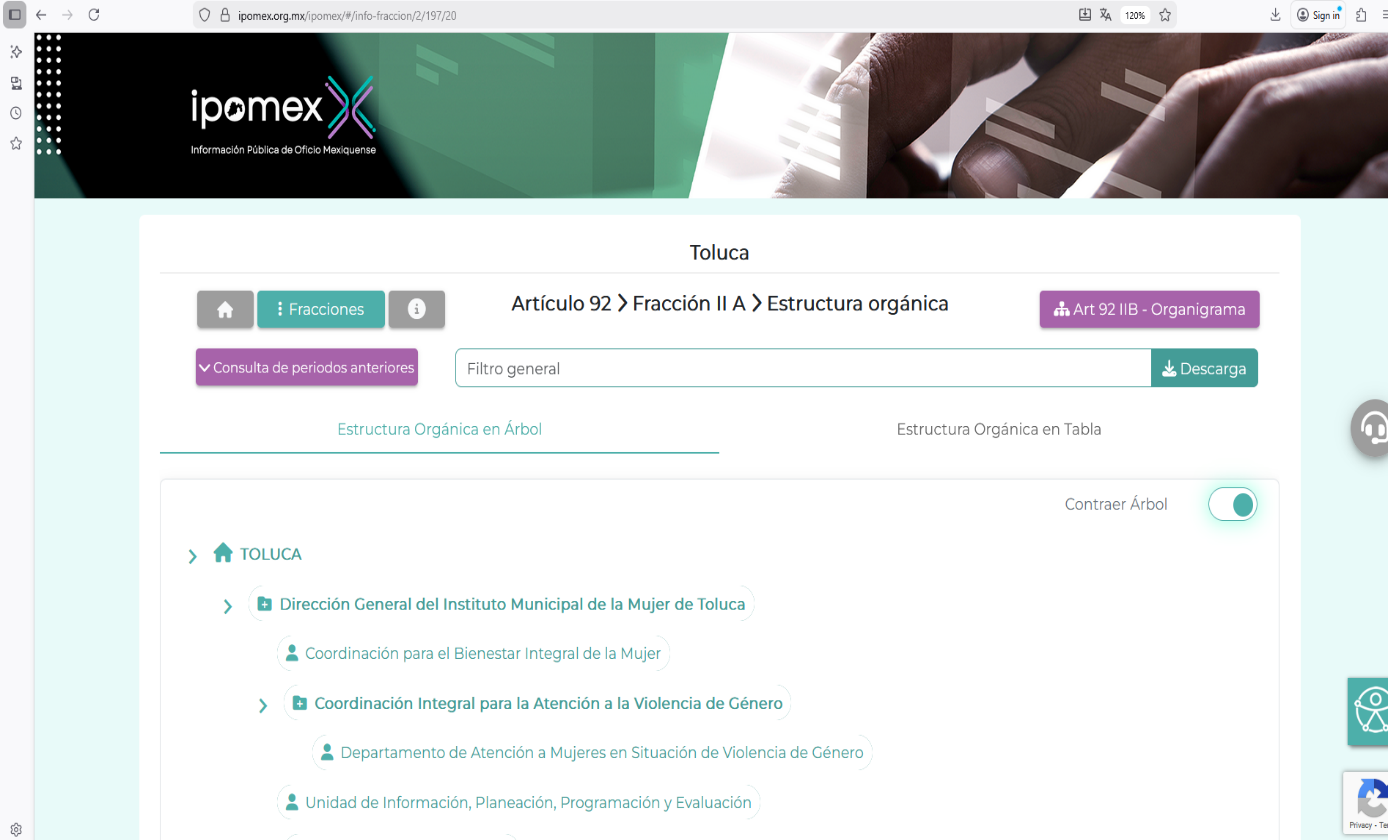 ipomex.org.mx/ipomex/#/info-fraccion/2/197/20
120%
Sign in
ipomex
Información Pública de Oficio Mexiquense
Toluca
Fracciones
Artículo 92 > Fracción II A > Estructura orgánica
Art 92 IIB - Organigrama
Consulta de periodos anteriores
Filtro general
Descarga
Estructura Orgánica en Árbol
Estructura Orgánica en Tabla
Contraer Árbol
TOLUCA
Dirección General del Instituto Municipal de la Mujer de Toluca
Coordinación para el Bienestar Integral de la Mujer
Coordinación Integral para la Atención a la Violencia de Género
Departamento de Atención a Mujeres en Situación de Violencia de Género
Unidad de Información, Planeación, Programación y Evaluación
Privacy -